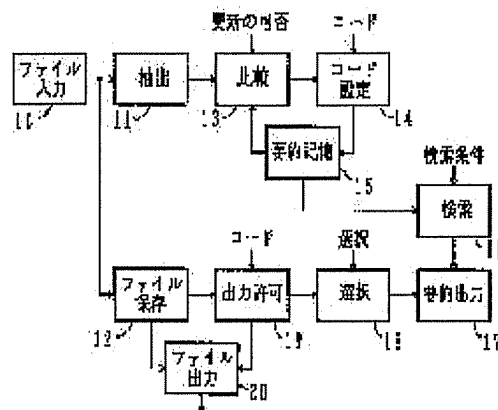 更新の可否
コード
ファイル
入力
抽出
比較
コード
設定
10
11
13
14
要約記憶
15
検索条件
検索
コード
選択
ファイル
保存
出力許可
選択
要約出力
12
19
18
17
ファイル
出力
20